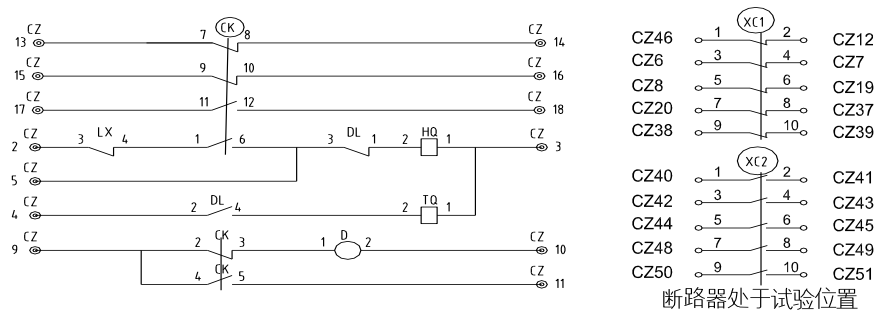 CZ CK CZ
13 7 8 14
CZ CZ
15 9 10 16
CZ CZ
17 11 12 18
CZ LX DL HQ CZ
2 3 4 1 6 3 1 2 1 3
CZ
5
CZ DL TQ
4 2 4 2 1
CZ CK D CZ
9 2 3 1 2 10
CK CZ
4 5 11
XC1
CZ46 1 2 CZ12
CZ6 3 4 CZ7
CZ8 5 6 CZ19
CZ20 7 8 CZ37
CZ38 9 10 CZ39
XC2
CZ40 1 2 CZ41
CZ42 3 4 CZ43
CZ44 5 6 CZ45
CZ48 7 8 CZ49
CZ50 9 10 CZ51
断路器处于试验位置